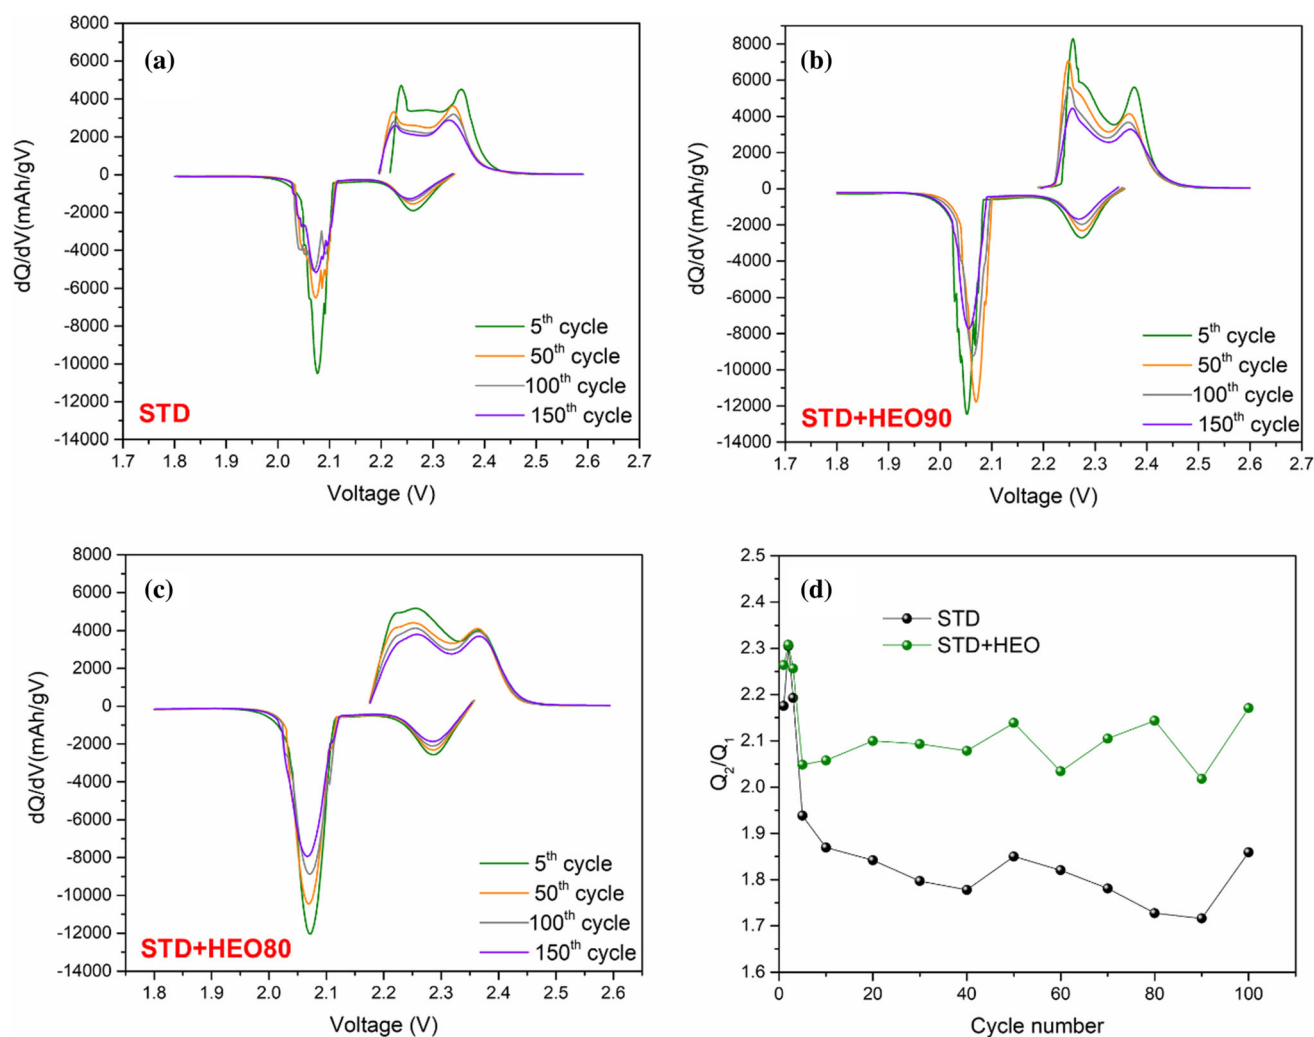 (a)
8000
6000
4000
2000
0
-2000
-4000
-6000
-8000
-10000
-12000
-14000
dQ/dV(mAh/gV)
5th cycle
50th cycle
100th cycle
150th cycle
STD
1.7 1.8 1.9 2.0 2.1 2.2 2.3 2.4 2.5 2.6 2.7
Voltage (V)
(b)
8000
6000
4000
2000
0
-2000
-4000
-6000
-8000
-10000
-12000
-14000
dQ/dV(mAh/gV)
5th cycle
50th cycle
100th cycle
150th cycle
STD+HEO90
1.7 1.8 1.9 2.0 2.1 2.2 2.3 2.4 2.5 2.6 2.7
Voltage (V)
(c)
8000
6000
4000
2000
0
-2000
-4000
-6000
-8000
-10000
-12000
-14000
dQ/dV(mAh/gV)
5th cycle
50th cycle
100th cycle
150th cycle
STD+HEO80
1.8 1.9 2.0 2.1 2.2 2.3 2.4 2.5 2.6
Voltage (V)
(d)
2.5
2.4
2.3
2.2
2.1
2.0
1.9
1.8
1.7
1.6
Q2/Q1
STD
STD+HEO
0 20 40 60 80 100
Cycle number